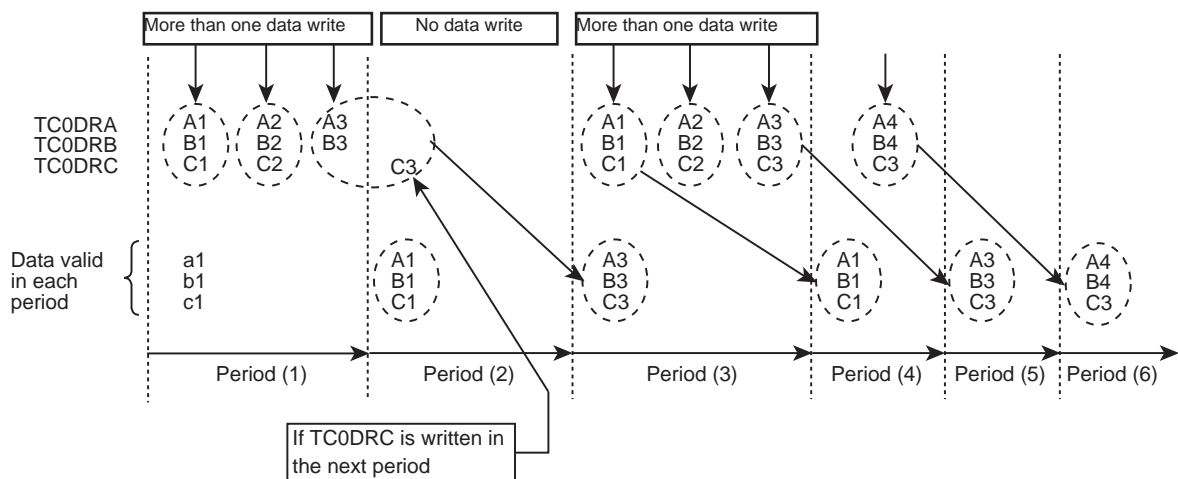 More than one data write
No data write
More than one data write
TC0DRA
TC0DRB
TC0DRC
A1
B1
C1
A2
B2
C2
A3
B3
C3
A1
B1
C1
A2
B2
C2
A3
B3
C3
A4
B4
C3
Data valid
in each
period
a1
b1
c1
A1
B1
C1
A3
B3
C3
A1
B1
C1
A3
B3
C3
A4
B4
C3
Period (1)
Period (2)
Period (3)
Period (4)
Period (5)
Period (6)
If TC0DRC is written in
the next period